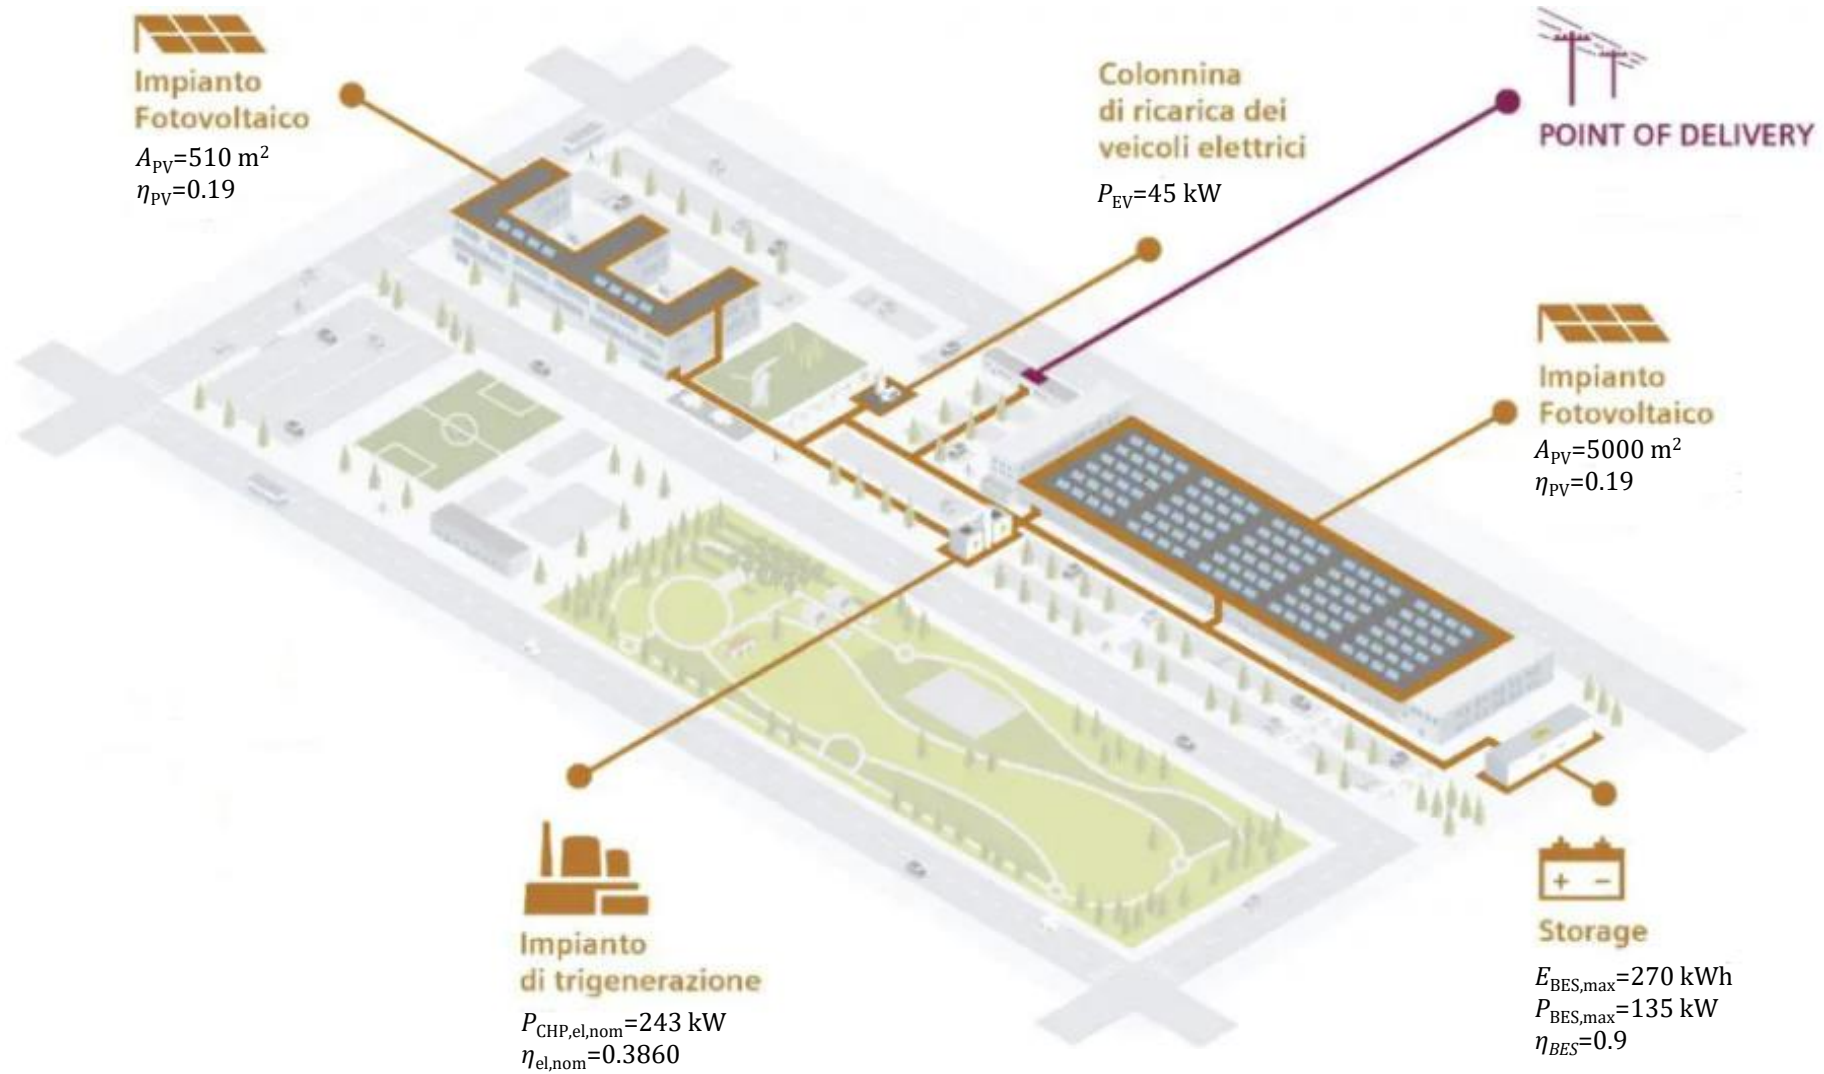 Impianto
Fotovoltaico
A_PV=510 m²
η_PV=0.19
Colonnina
di ricarica dei
veicoli elettrici
P_EV=45 kW
POINT OF DELIVERY
Impianto
Fotovoltaico
A_PV=5000 m²
η_PV=0.19
Impianto
di trigenerazione
P_CHP,el,nom=243 kW
η_el,nom=0.3860
Storage
E_BES,max=270 kWh
P_BES,max=135 kW
η_BES=0.9